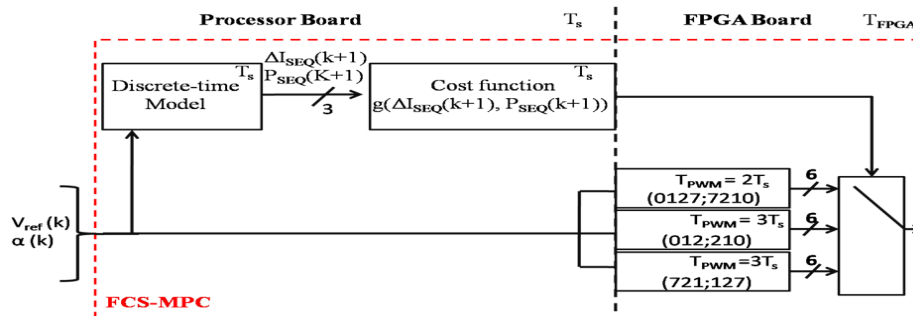 Processor Board
Ts
FPGA Board
TFPGA
Ts
Discrete-time
Model
ΔISEQ(k+1)
PSEQ(K+1)
3
Ts
Cost function
g(ΔISEQ(k+1), PSEQ(k+1))
Vref (k)
α (k)
TPWM = 2Ts
(0127;7210)
6
TPWM = 3Ts
(012;210)
6
TPWM = 3Ts
(721;127)
6
FCS-MPC